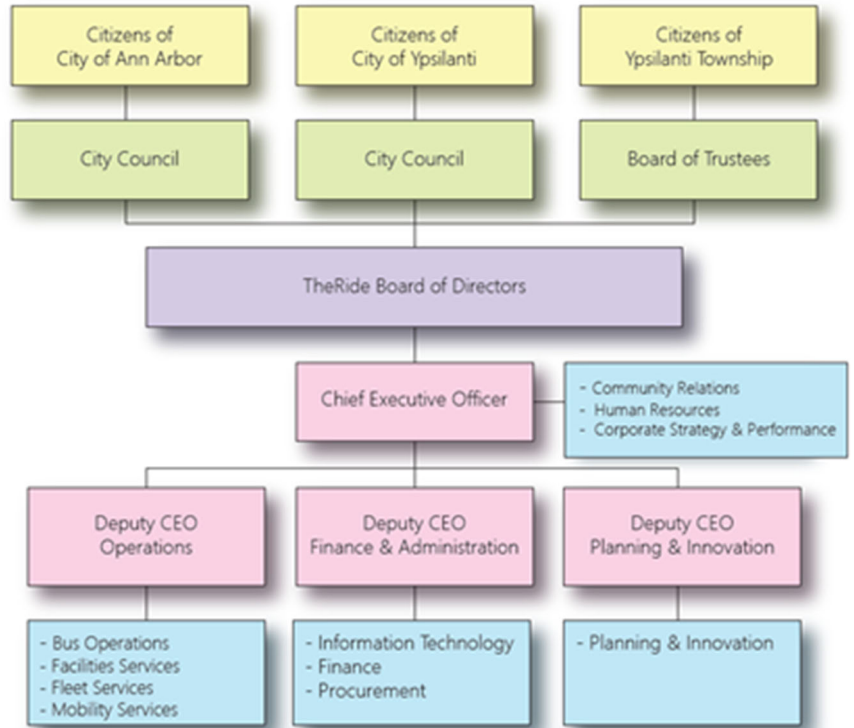 Citizens of
City of Ann Arbor
Citizens of
City of Ypsilanti
Citizens of
Ypsilanti Township
City Council
City Council
Board of Trustees
TheRide Board of Directors
Chief Executive Officer
- Community Relations
- Human Resources
- Corporate Strategy & Performance
Deputy CEO
Operations
Deputy CEO
Finance & Administration
Deputy CEO
Planning & Innovation
- Bus Operations
- Facilities Services
- Fleet Services
- Mobility Services
- Information Technology
- Finance
- Procurement
- Planning & Innovation